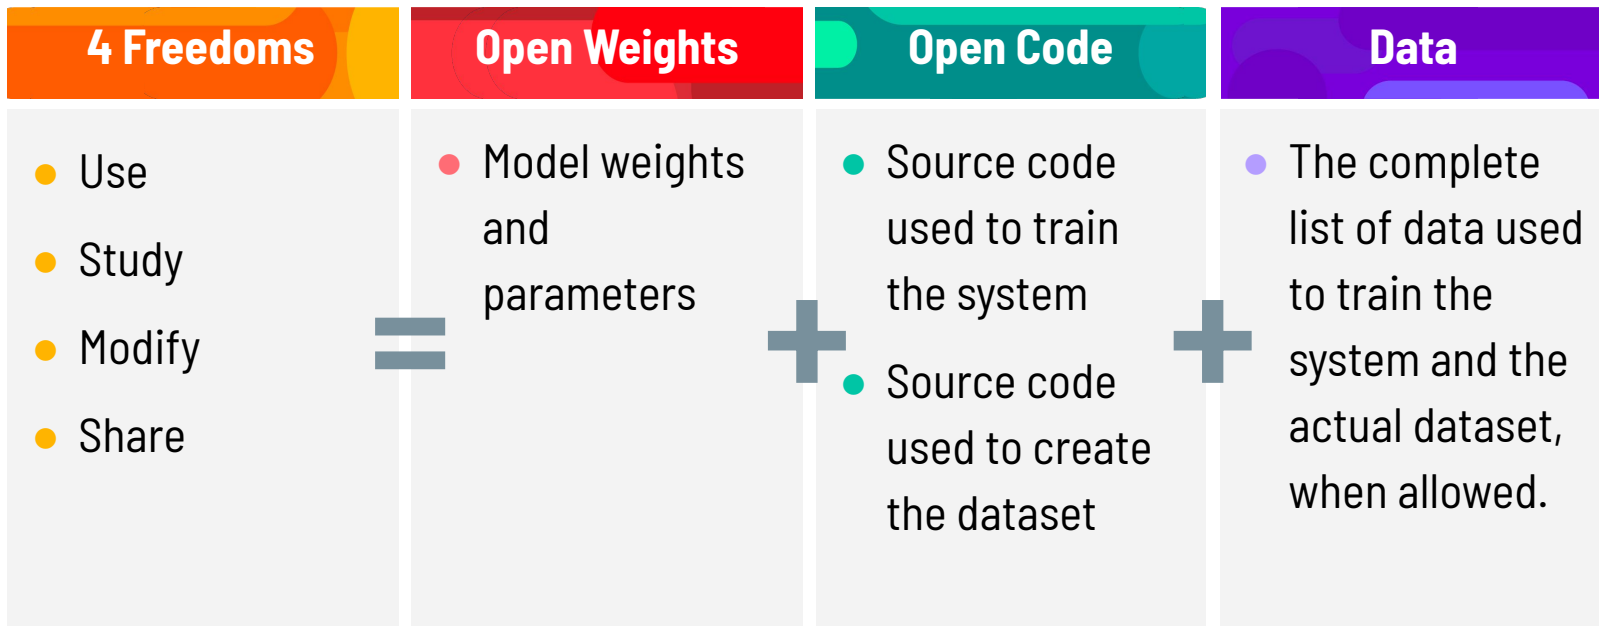 4 Freedoms
Use
Study
Modify
Share
=
Open Weights
Model weights
and
parameters
+
Open Code
Source code
used to train
the system
Source code
used to create
the dataset
+
Data
The complete
list of data used
to train the
system and the
actual dataset,
when allowed.